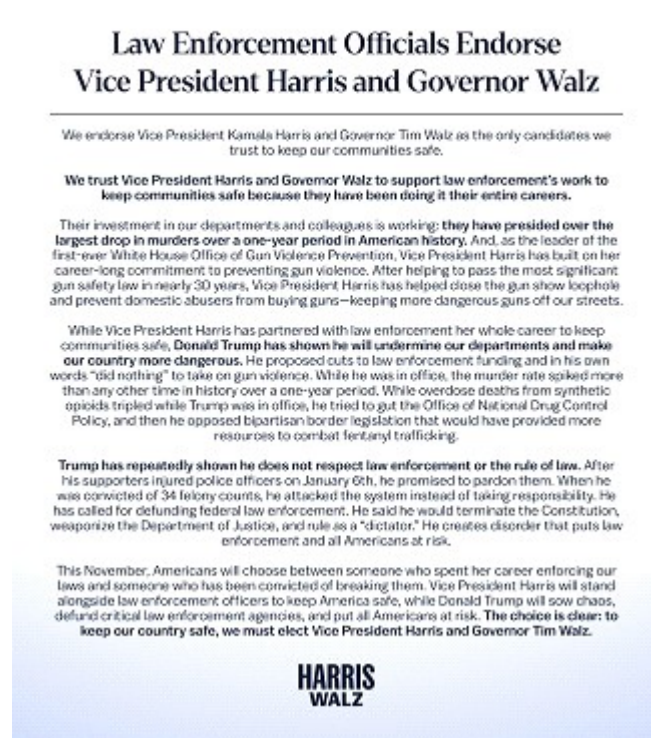 Law Enforcement Officials Endorse
Vice President Harris and Governor Walz
We endorse Vice President Kamala Harris and Governor Tim Walz as the only candidates we
trust to keep our communities safe.
We trust Vice President Harris and Governor Walz to support law enforcement's work to
keep communities safe because they have been doing it their entire careers.
Their investment in our departments and colleagues is working: they have presided over the
largest drop in murders over a one-year period in American history. And, as the leader of the
first-ever White House Office of Gun Violence Prevention, Vice President Harris has built on her
career-long commitment to preventing gun violence. After helping to pass the most significant
gun safety law in nearly 30 years, Vice President Harris has helped close the gun show loophole
and prevent domestic abusers from buying guns—keeping more dangerous guns off our streets.
While Vice President Harris has partnered with law enforcement her whole career to keep
communities safe, Donald Trump has shown he will undermine our departments and make
our country more dangerous. He proposed cuts to law enforcement funding and in his own
words "did nothing" to take on gun violence. While he was in office, the murder rate spiked more
than any other time in history over a one-year period. While overdose deaths from synthetic
opioids tripled while Trump was in office, he tried to gut the Office of National Drug Control
Policy, and then he opposed bipartisan border legislation that would have provided more
resources to combat fentanyl trafficking.
Trump has repeatedly shown he does not respect law enforcement or the rule of law. After
his supporters injured police officers on January 6th, he promised to pardon them. When he
was convicted of 34 felony counts, he attacked the system instead of taking responsibility. He
has called for defunding federal law enforcement. He said he would terminate the Constitution,
weaponize the Department of Justice, and rule as a "dictator." He creates disorder that puts law
enforcement and all Americans at risk.
This November, Americans will choose between someone who spent her career enforcing our
laws and someone who has been convicted of breaking them. Vice President Harris will stand
alongside law enforcement officers to keep America safe, while Donald Trump will sow chaos,
defund critical law enforcement agencies, and put all Americans at risk. The choice is clear: to
keep our country safe, we must elect Vice President Harris and Governor Tim Walz.
HARRIS
WALZ